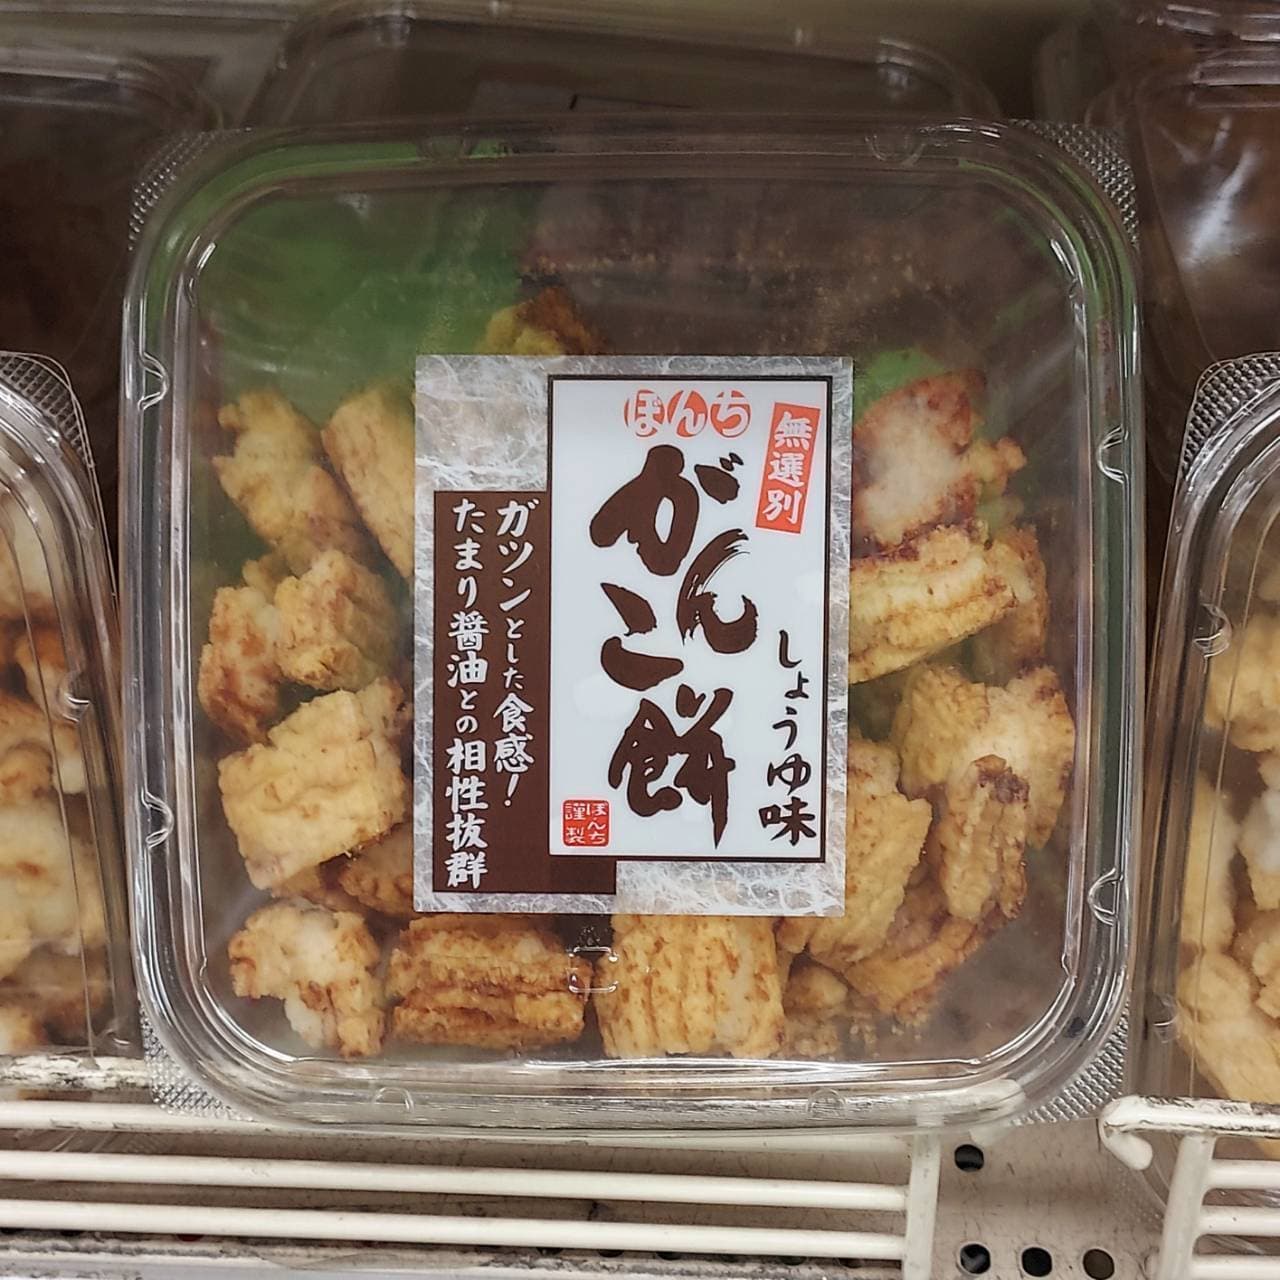 ぼんち
無選別
がんこ餅
しょうゆ味
ガツンとした食感!
たまり醤油との相性抜群
ぼんち
謹製